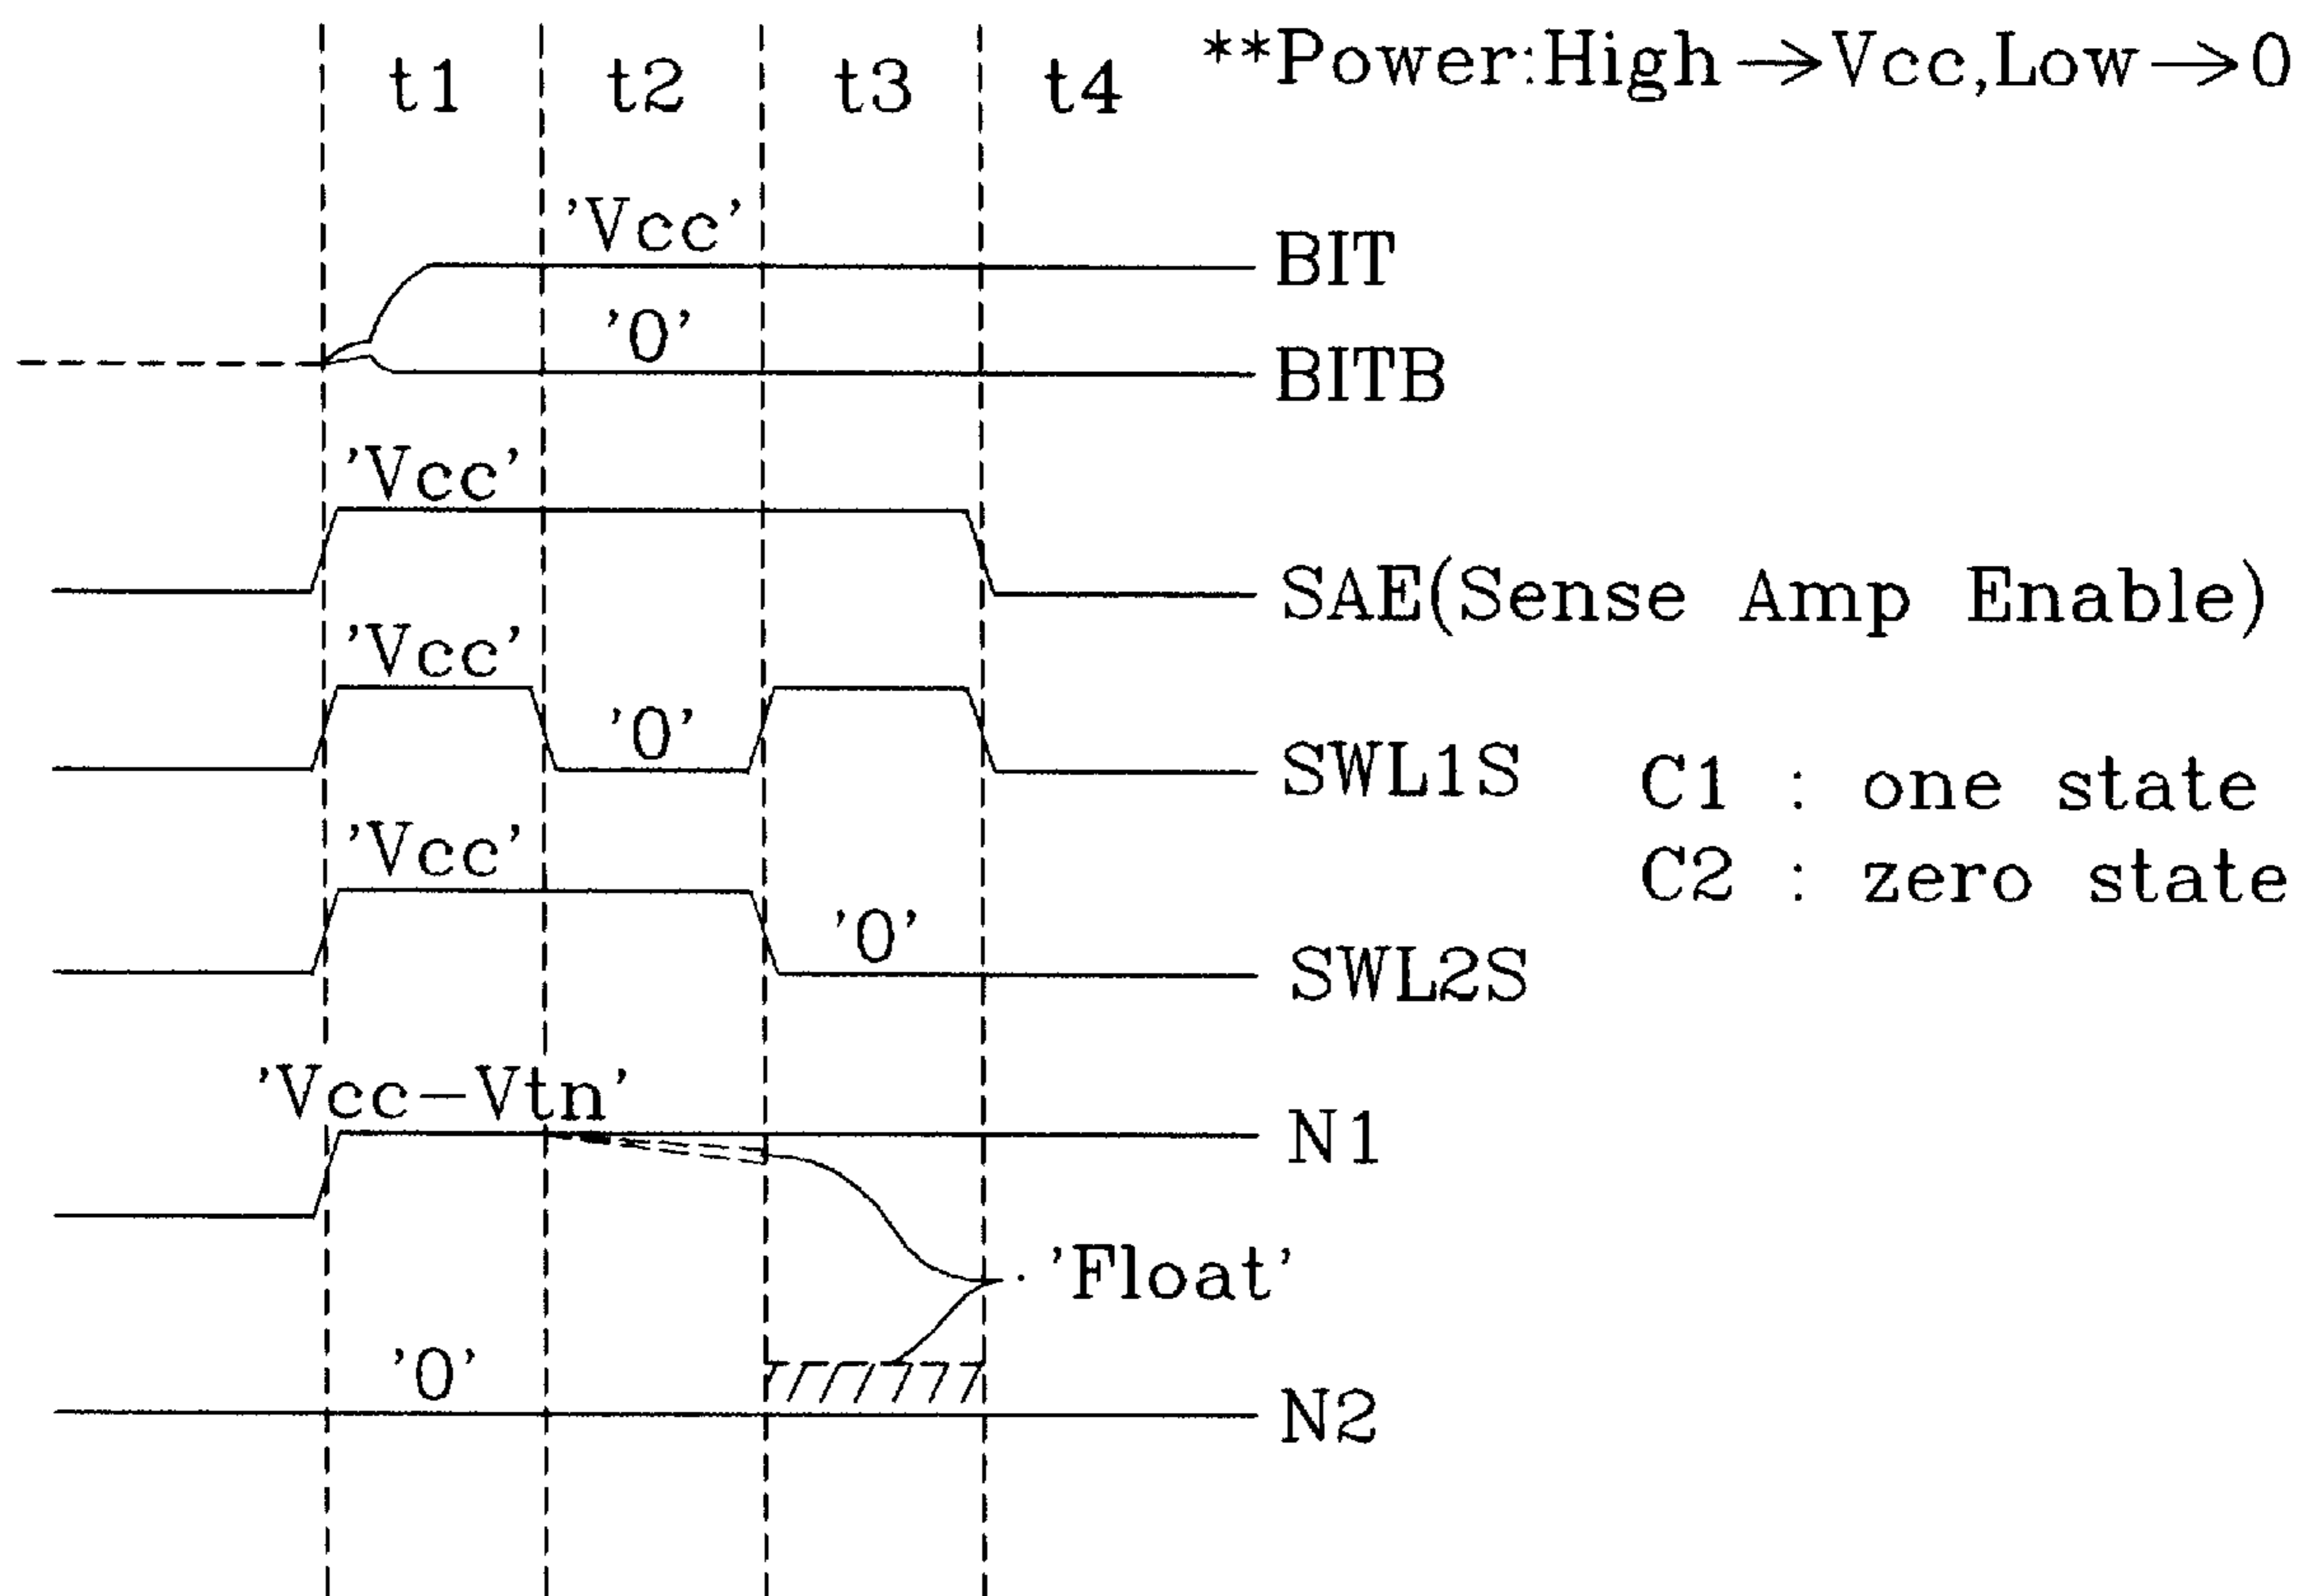 t1 t2 t3 t4 **Power:High→Vcc,Low→0
'Vcc'
BIT
'0'
BITB
'Vcc'
SAE(Sense Amp Enable)
'Vcc'
'0'
SWL1S C1 : one state
'Vcc'
C2 : zero state
'0'
SWL2S
'Vcc-Vtn'
N1
'Float'
'0'
N2